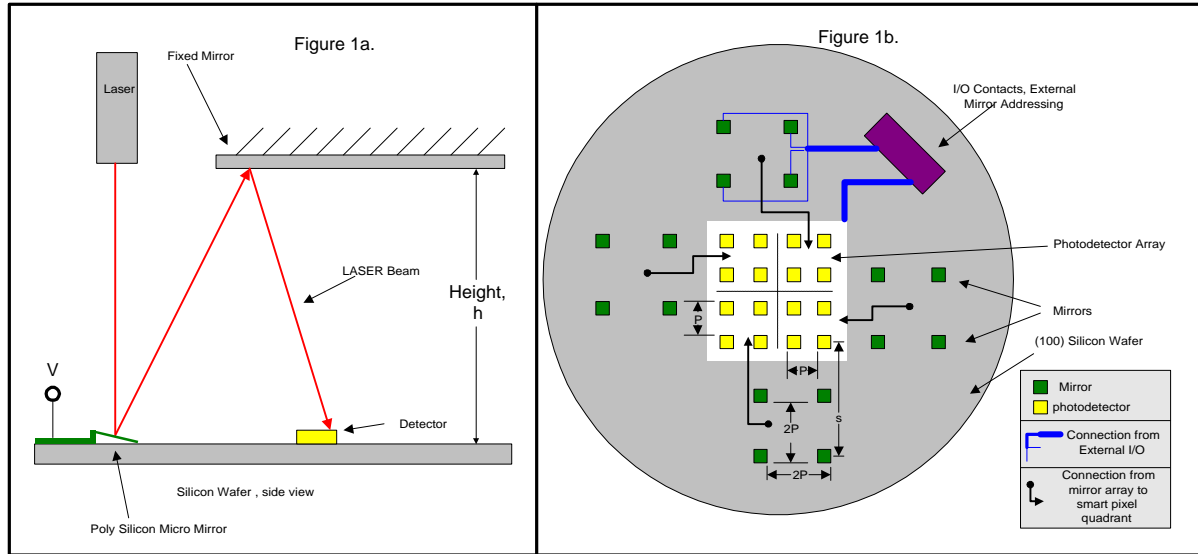 Figure 1a.
Fixed Mirror
Laser
LASER Beam
Height,
h
V
Detector
Silicon Wafer , side view
Poly Silicon Micro Mirror
Figure 1b.
I/O Contacts, External
Mirror Addressing
Photodetector Array
P
Mirrors
P
(100) Silicon Wafer
s
2P
2P
Mirror
photodetector
Connection from
External I/O
Connection from
mirror array to
smart pixel
quadrant